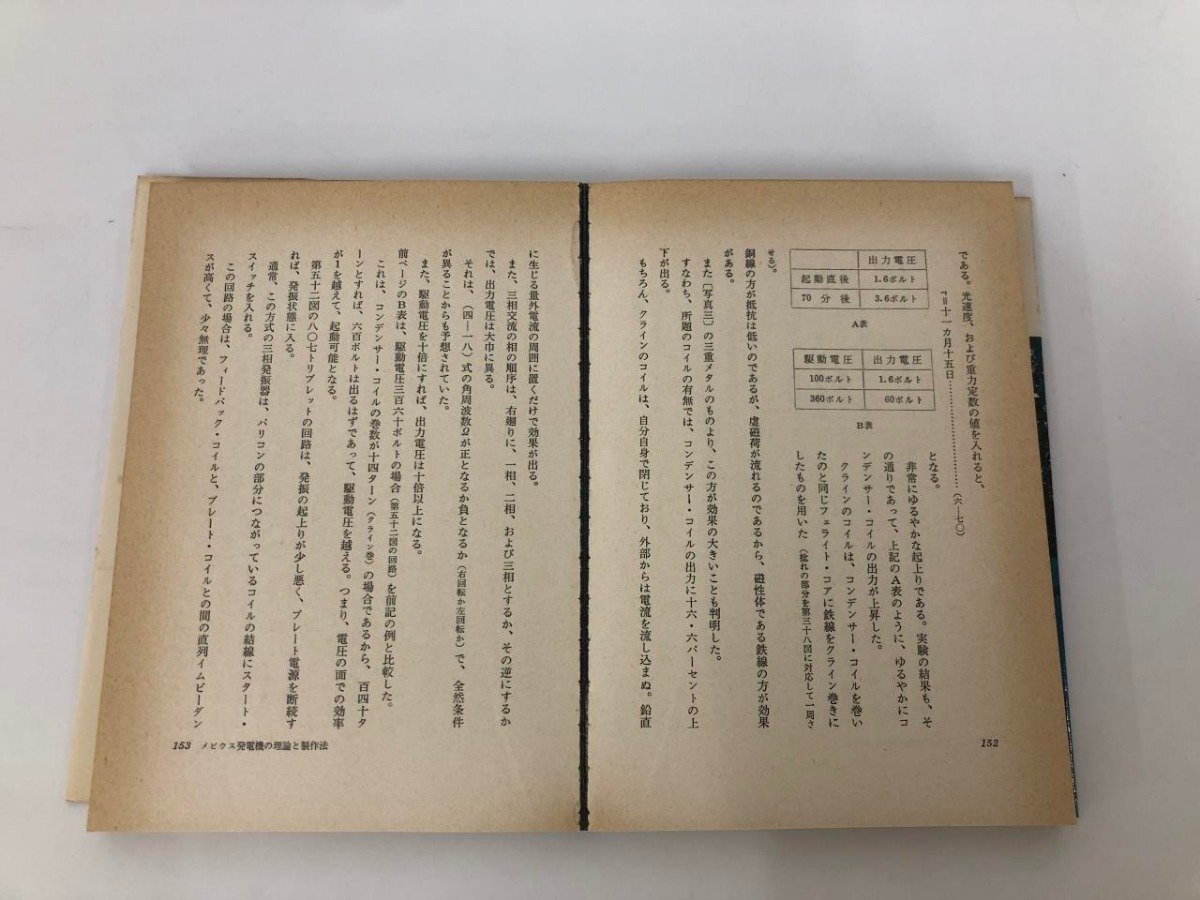 である。光速度、および重力定数の値を入れると、
r=十一カ月十五日……………………………(六―七〇)
となる。
非常にゆるやかな起上りである。実験の結果も、そ
の通りであって、上記のA表のように、ゆるやかにコ
ンデンサー・コイルの出力が上昇した。
クラインのコイルは、コンデンサー・コイルを巻い
たのと同じフェライト・コアに鉄線をクライン巻きに
したものを用いた(捻れの部分を第三十八図に対応して一周さ
出力電圧
起動直後 1.6ボルト
70分後 3.6ボルト
A表
駆動電圧 出力電圧
100ボルト 1.6ボルト
360ボルト 60ボルト
B表
せる)。
銅線の方が抵抗は低いのであるが、虚磁荷が流れるのであるから、磁性体である鉄線の方が効果
がある。
また〔写真三〕の三重メタルのものより、この方が効果の大きいことも判明した。
すなわち、所題のコイルの有無では、コンデンサー・コイルの出力に十六・六パーセントの上
下が出る。
もちろん、クラインのコイルは、自分自身で閉じており、外部からは電流を流し込まぬ。鉛直
152
に生じる量外電流の周囲に置くだけで効果が出る。
また、三相交流の相の順序は、右廻りに、一相、二相、および三相とするか、その逆にするか
では、出力電圧は大巾に異る。
それは、(四―一八)式の角周波数Ωが正となるか負となるか(右回転か左回転か)で、全然条件
が異ることからも予想されていた。
また、駆動電圧を十倍にすれば、出力電圧は十倍以上になる。
前ページのB表は、駆動電圧三百六十ボルトの場合(第五十二図の回路)を前記の例と比較した。
これは、コンデンサー・コイルの巻数が十四ターン(クライン巻)の場合であるから、百四十タ
ーンとすれば、六百ボルトは出るはずであって、駆動電圧を越える。つまり、電圧の面での効率
が1を越えて、起動可能となる。
第五十二図の八〇七トリプレットの回路は、発振の起上りが少し悪く、プレート電源を断続す
れば、発振状態に入る。
通常、この方式の三相発振器は、バリコンの部分につながっているコイルの結線にスタート・
スイッチを入れる。
この回路の場合は、フィードバック・コイルと、プレート・コイルとの間の直列イムピーダン
スが高くて、少々無理であった。
153 メビウス発電機の理論と製作法